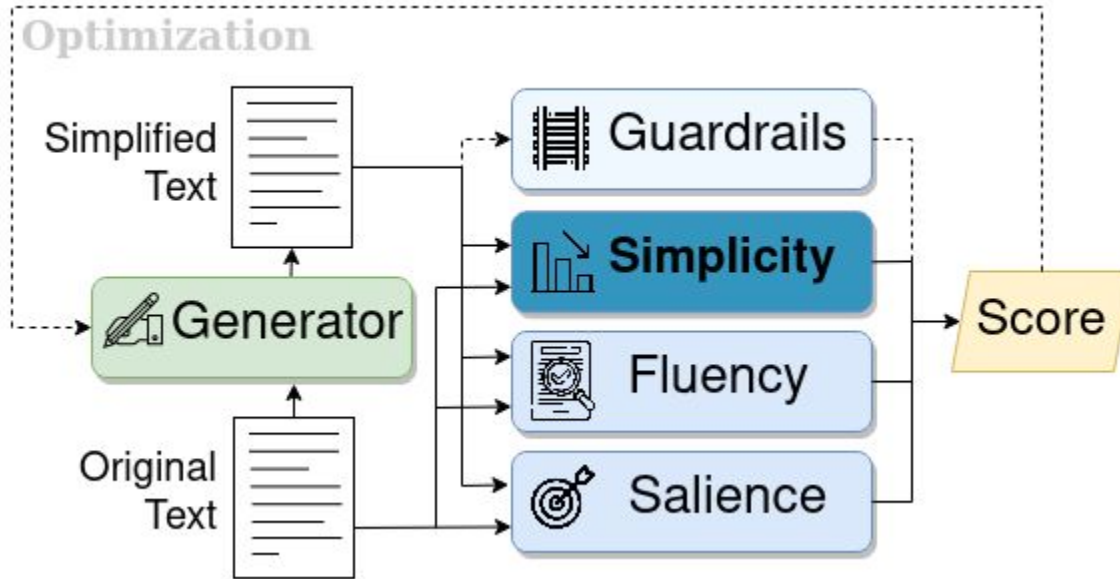 Optimization
Simplified
Text
Guardrails
Simplicity
Generator
Score
Fluency
Original
Text
Salience